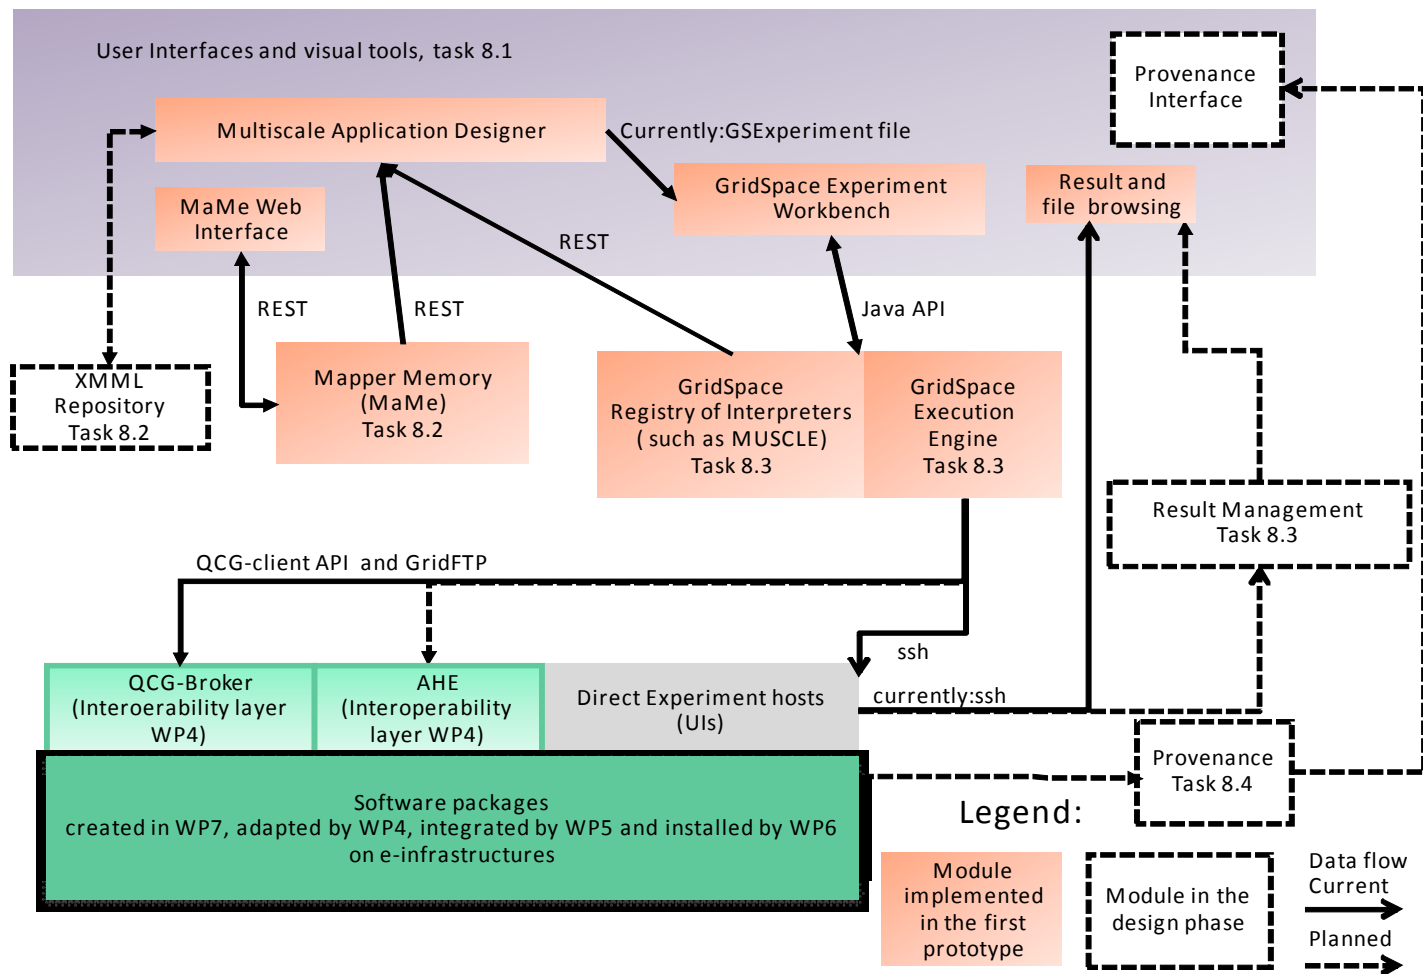 User Interfaces and visual tools, task 8.1
Provenance
Interface
Multiscale Application Designer
Currently:GSExperiment file
GridSpace Experiment
Workbench
Result and
file browsing
MaMe Web
Interface
REST
REST
REST
Java API
XMML
Repository
Task 8.2
Mapper Memory
(MaMe)
Task 8.2
GridSpace
Registry of Interpreters
( such as MUSCLE)
Task 8.3
GridSpace
Execution
Engine
Task 8.3
Result Management
Task 8.3
QCG-client API and GridFTP
ssh
QCG-Broker
(Interoerability layer
WP4)
AHE
(Interoperability
layer WP4)
Direct Experiment hosts
(UIs)
currently:ssh
Provenance
Task 8.4
Software packages
created in WP7, adapted by WP4, integrated by WP5 and installed by WP6
on e-infrastructures
Legend:
Module
implemented
in the first
prototype
Module in the
design phase
Data flow
Current
Planned